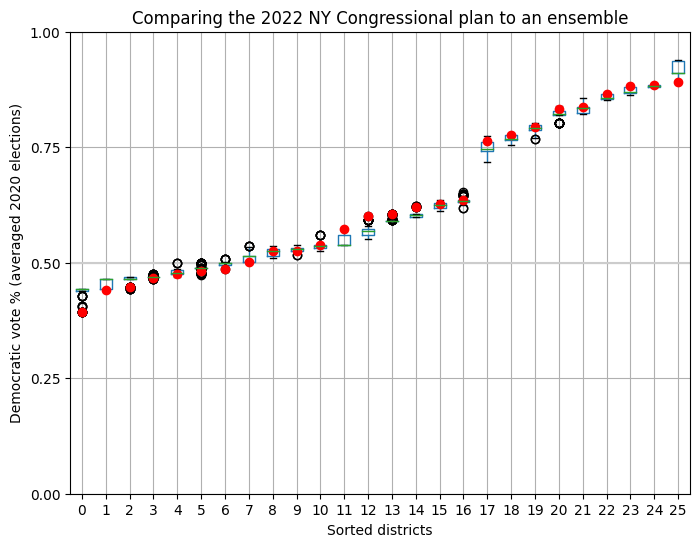 Comparing the 2022 NY Congressional plan to an ensemble
Democratic vote % (averaged 2020 elections)
1.00
0.75
0.50
0.25
0.00
0 1 2 3 4 5 6 7 8 9 10 11 12 13 14 15 16 17 18 19 20 21 22 23 24 25
Sorted districts